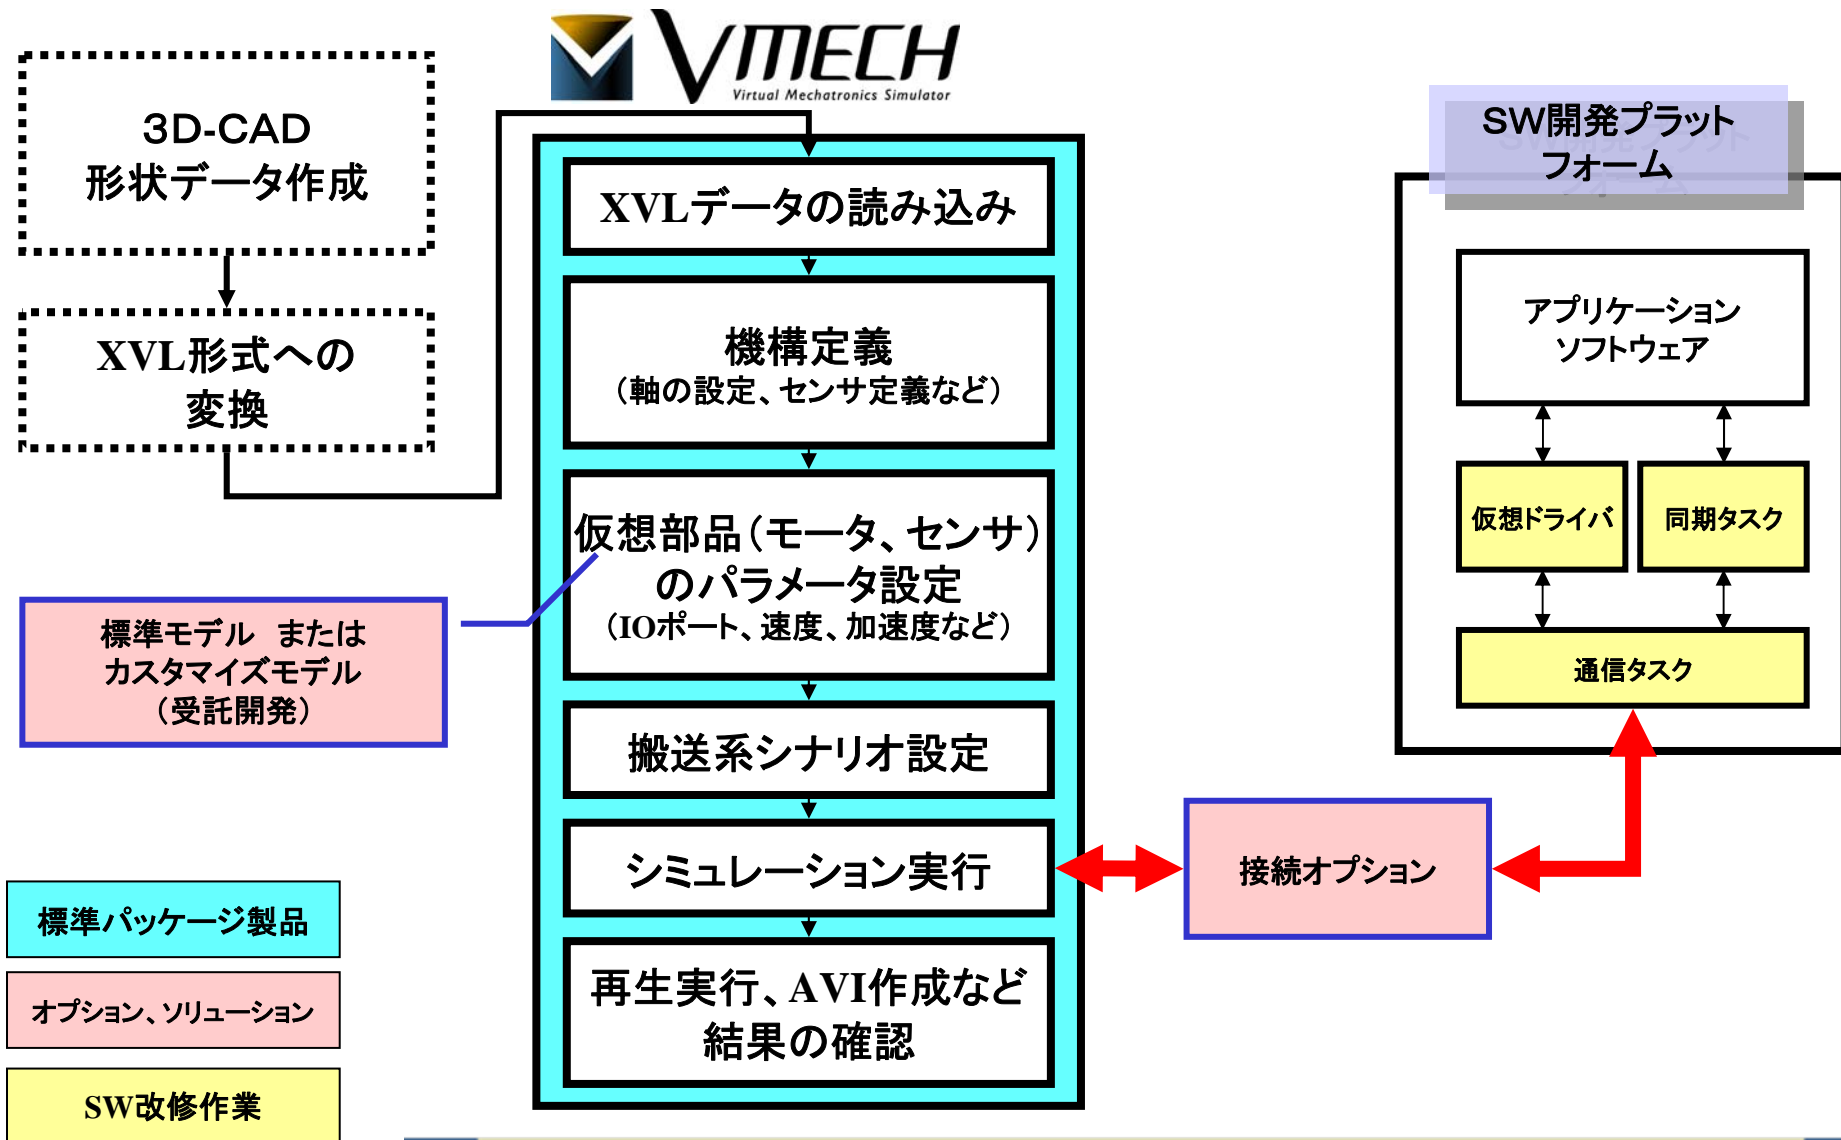 VMECH
Virtual Mechatronics Simulator
3D-CAD
形状データ作成
XVL形式への
変換
XVLデータの読み込み
機構定義
（軸の設定、センサ定義など）
仮想部品（モータ、センサ）
のパラメータ設定
（IOポート、速度、加速度など）
標準モデル　または
カスタマイズモデル
（受託開発）
搬送系シナリオ設定
シミュレーション実行
再生実行、AVI作成など
結果の確認
SW開発プラット
フォーム
アプリケーション
ソフトウェア
仮想ドライバ
同期タスク
通信タスク
接続オプション
標準パッケージ製品
オプション、ソリューション
SW改修作業